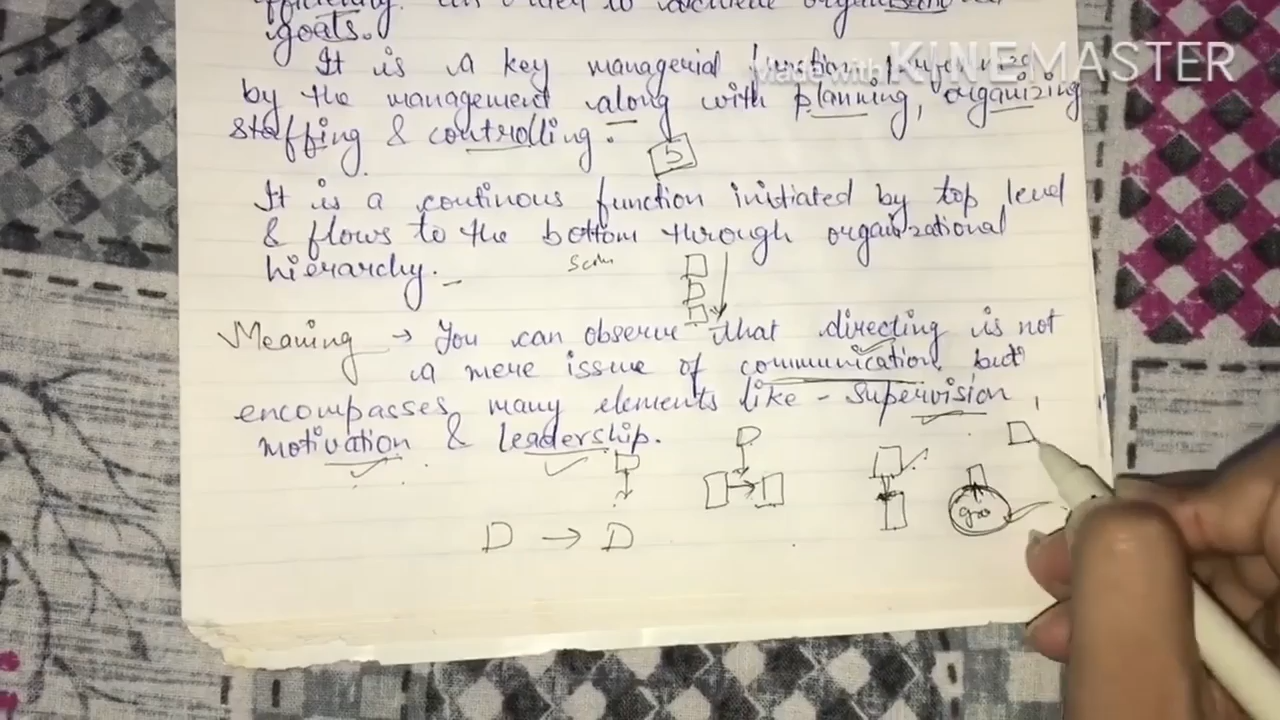 goals.
It is a key managerial function performed
Made with KINEMASTER
by the management along with planning, organizing
staffing & controlling.
5
It is a continous function initiated by top level
& flows to the bottom through organizational
hierarchy.
Meaning → You can observe that directing is not
a mere issue of communication but
encompasses many elements like - supervision
motivation & leadership.
D → D